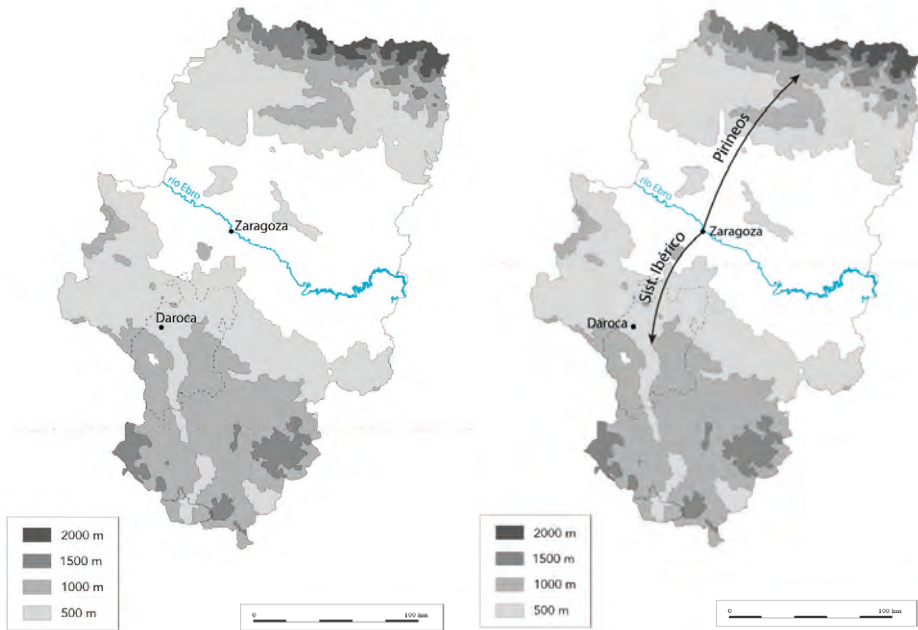 río Ebro
Zaragoza
Daroca
2000 m
1500 m
1000 m
500 m
0 100 km
Pirineos
río Ebro
Zaragoza
Sist. Ibérico
Daroca
2000 m
1500 m
1000 m
500 m
0 100 km